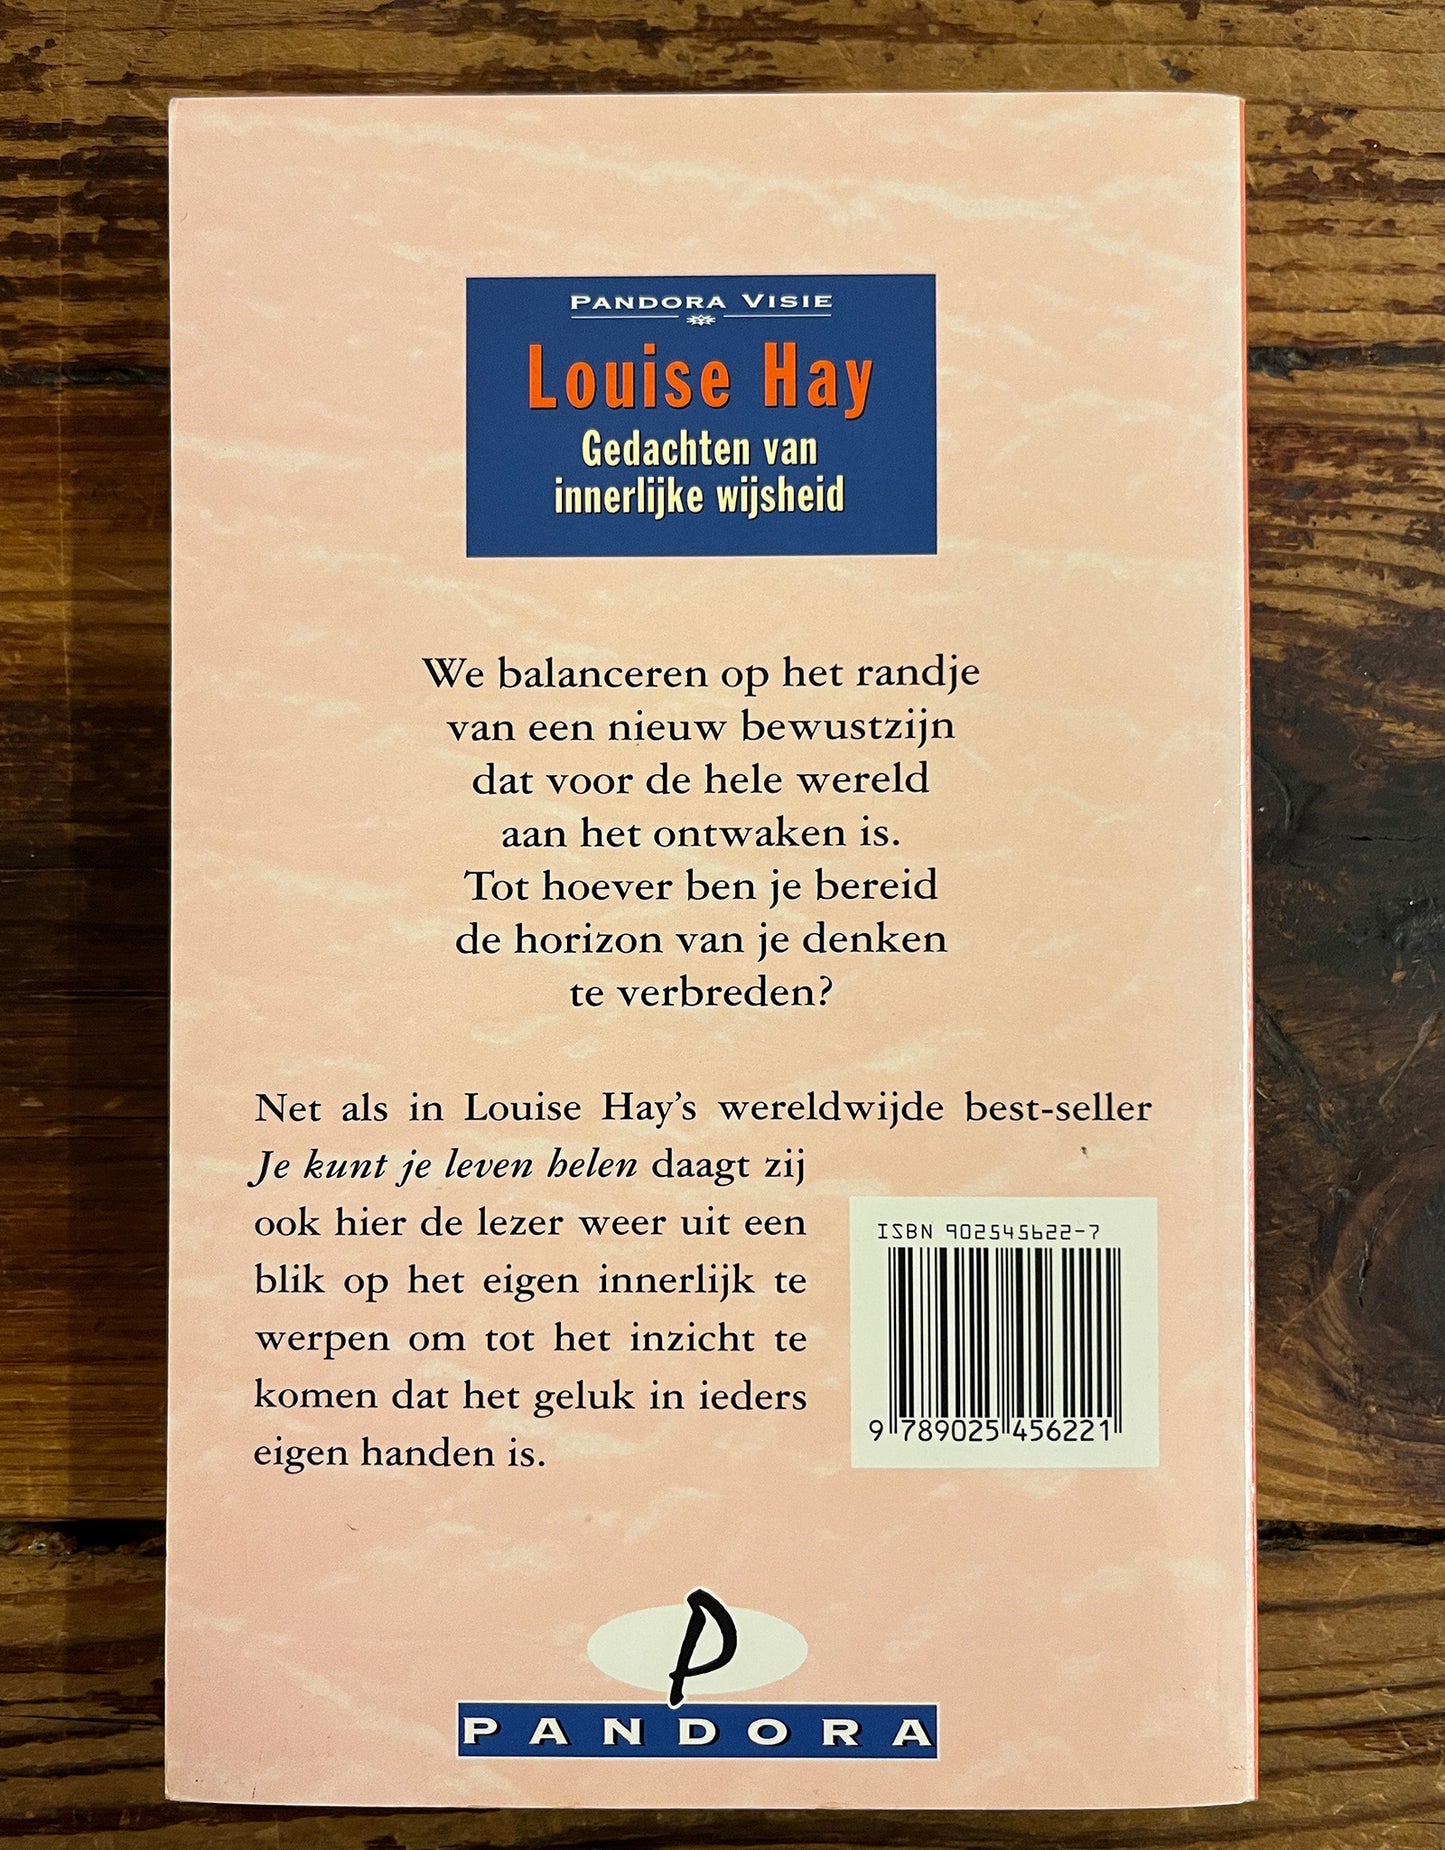 PANDORA VISIE
Louise Hay
Gedachten van
innerlijke wijsheid
We balanceren op het randje
van een nieuw bewustzijn
dat voor de hele wereld
aan het ontwaken is.
Tot hoever ben je bereid
de horizon van je denken
te verbreden?
Net als in Louise Hay's wereldwijde best-seller
Je kunt je leven helen daagt zij
ook hier de lezer weer uit een
blik op het eigen innerlijk te
werpen om tot het inzicht te
komen dat het geluk in ieders
eigen handen is.
ISBN 902545622-7
9 789025 456221
P
PANDORA